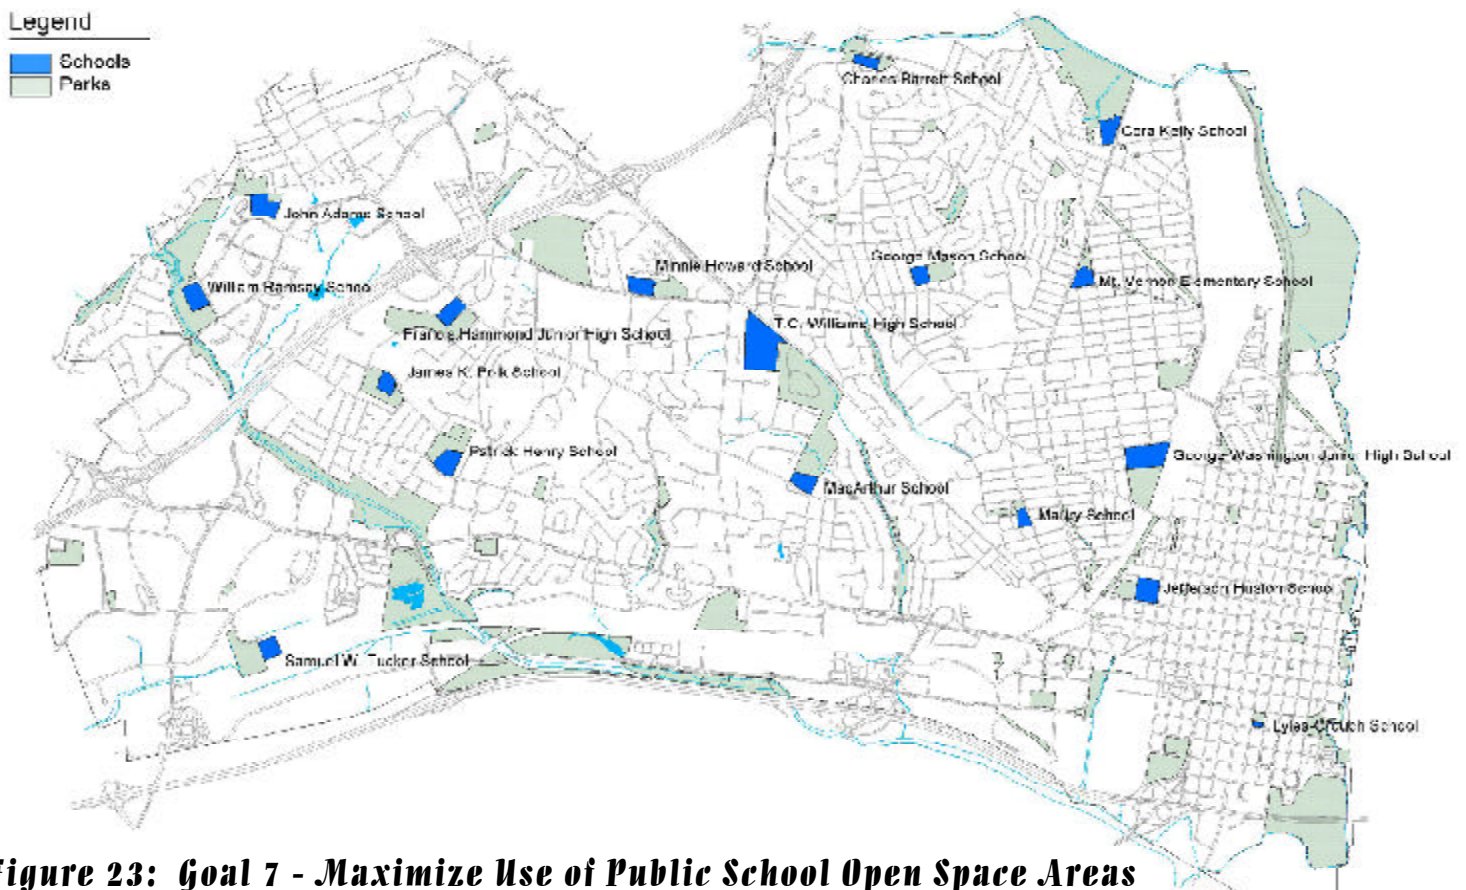 Legend
Schools
Parks
Charles Barrett School
Cora Kelly School
John Adams School
Minnie Howard School
George Mason School
William Ramsay School
Mt. Vernon Elementary School
T.C. Williams High School
Francis Hammond Junior High School
James K. Polk School
Patrick Henry School
George Washington Junior High School
MacArthur School
Maury School
Jefferson Huston School
Samuel W. Tucker School
Lyles-Crouch School
Figure 23: Goal 7 - Maximize Use of Public School Open Space Areas